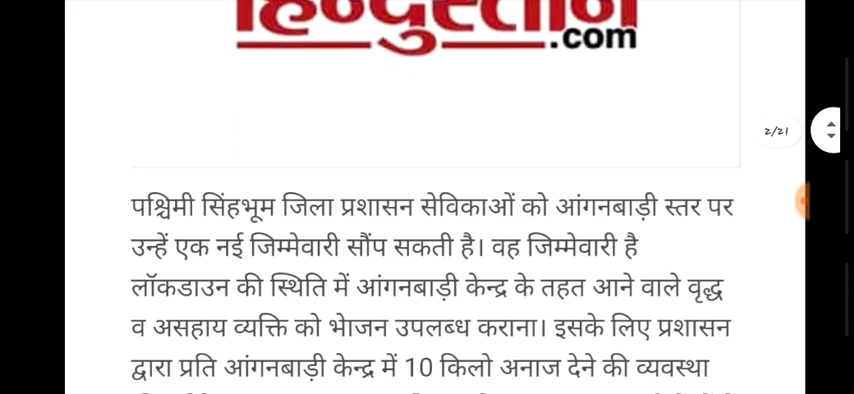 हिन्दुस्तान
.com
2/21
पश्चिमी सिंहभूम जिला प्रशासन सेविकाओं को आंगनबाड़ी स्तर पर
उन्हें एक नई जिम्मेवारी सौंप सकती है। वह जिम्मेवारी है
लॉकडाउन की स्थिति में आंगनबाड़ी केन्द्र के तहत आने वाले वृद्ध
व असहाय व्यक्ति को भेाजन उपलब्ध कराना। इसके लिए प्रशासन
द्वारा प्रति आंगनबाड़ी केन्द्र में 10 किलो अनाज देने की व्यवस्था